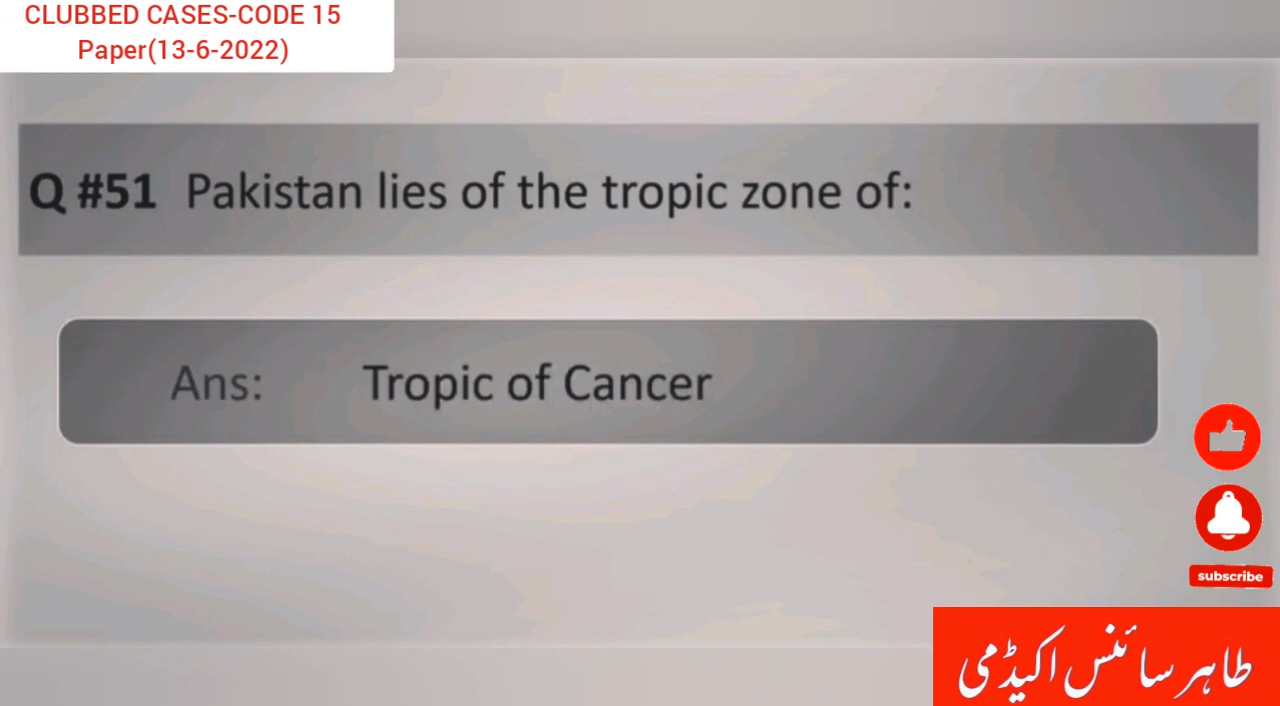 CLUBBED CASES-CODE 15
Paper(13-6-2022)
Q #51 Pakistan lies of the tropic zone of:
Ans: Tropic of Cancer
subscribe
طاہر سائنس اکیڈمی